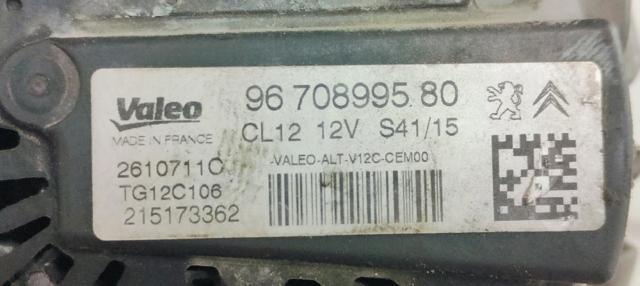 Valeo
MADE IN FRANCE
96 708995 80
CL12 12V S41/15
2610711C
TG12C106
215173362
-VALEO-ALT-V12C-CEM00